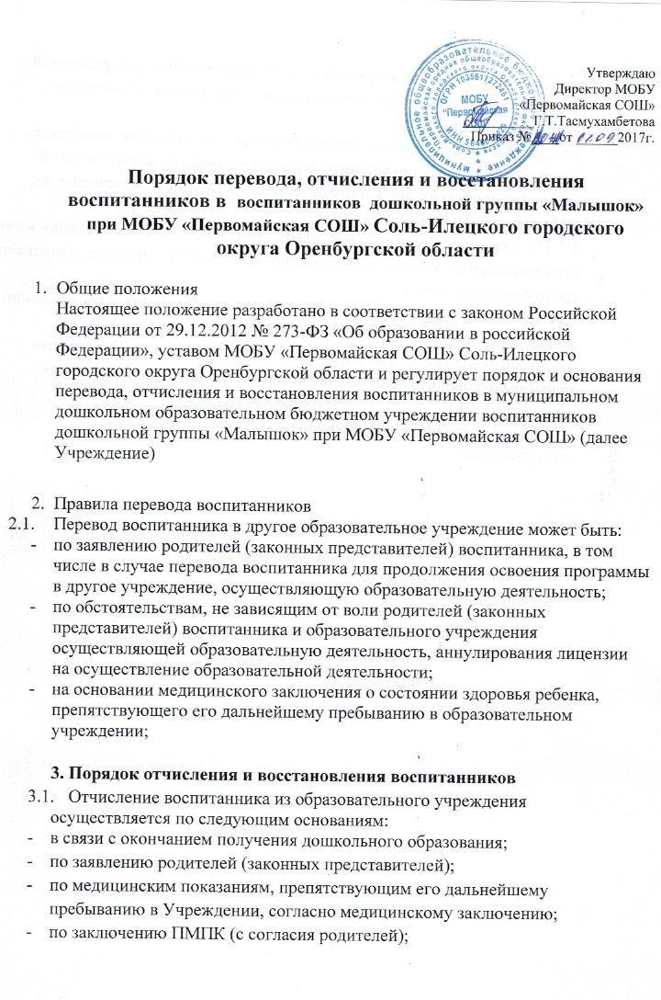 Утверждаю
Директор МОБУ
«Первомайская СОШ»
Т.Т.Тасмухамбетова
Приказ № от 01.09 2017г.
МОБУ
"Первомайская
ОГРН 1035617272461
Порядок перевода, отчисления и восстановления
воспитанников в воспитанников дошкольной группы «Малышок»
при МОБУ «Первомайская СОШ» Соль-Илецкого городского
округа Оренбургской области
1. Общие положения
Настоящее положение разработано в соответствии с законом Российской
Федерации от 29.12.2012 № 273-ФЗ «Об образовании в российской
Федерации», уставом МОБУ «Первомайская СОШ» Соль-Илецкого
городского округа Оренбургской области и регулирует порядок и основания
перевода, отчисления и восстановления воспитанников в муниципальном
дошкольном образовательном бюджетном учреждении воспитанников
дошкольной группы «Малышок» при МОБУ «Первомайская СОШ» (далее
Учреждение)
2. Правила перевода воспитанников
2.1. Перевод воспитанника в другое образовательное учреждение может быть:
- по заявлению родителей (законных представителей) воспитанника, в том
числе в случае перевода воспитанника для продолжения освоения программы
в другое учреждение, осуществляющую образовательную деятельность;
- по обстоятельствам, не зависящим от воли родителей (законных
представителей) воспитанника и образовательного учреждения
осуществляющей образовательную деятельность, аннулирования лицензии
на осуществление образовательной деятельности;
- на основании медицинского заключения о состоянии здоровья ребенка,
препятствующего его дальнейшему пребыванию в образовательном
учреждении;
3. Порядок отчисления и восстановления воспитанников
3.1. Отчисление воспитанника из образовательного учреждения
осуществляется по следующим основаниям:
- в связи с окончанием получения дошкольного образования;
- по заявлению родителей (законных представителей);
- по медицинским показаниям, препятствующим его дальнейшему
пребыванию в Учреждении, согласно медицинскому заключению;
- по заключению ПМПК (с согласия родителей);